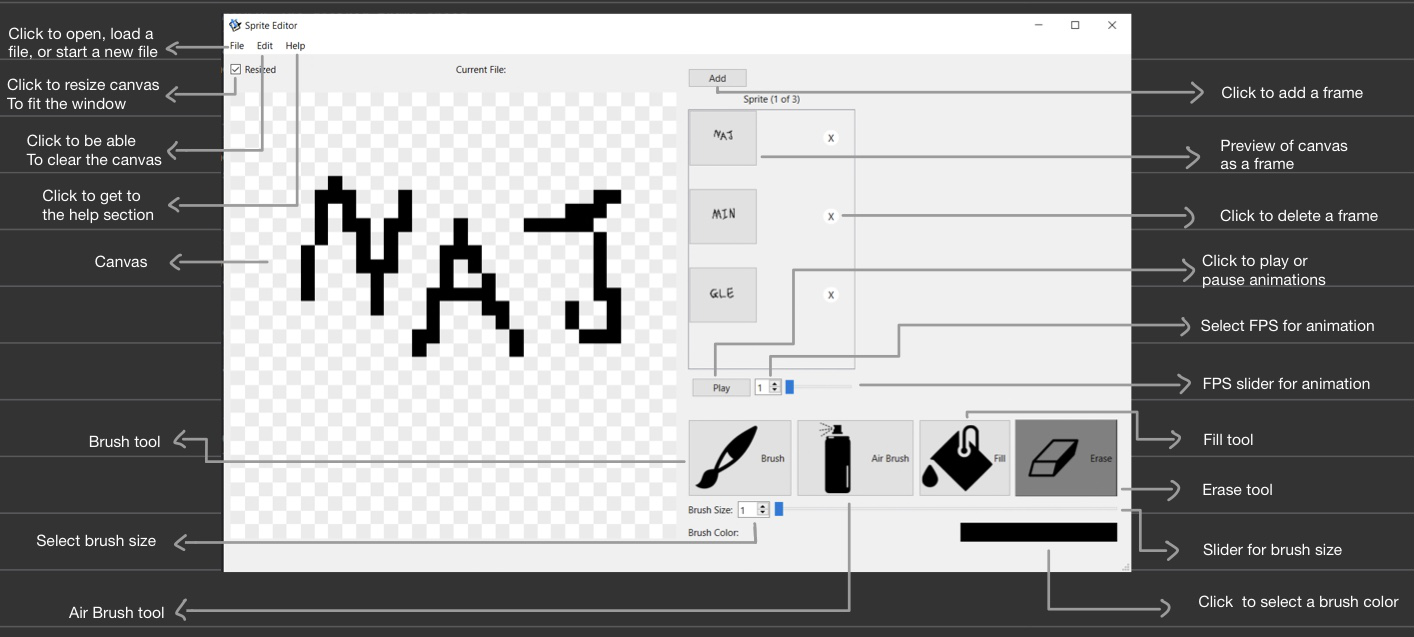 Sprite Editor
File Edit Help
Resized
Current File:
NAJ
Add
Sprite (1 of 3)
NAJ
X
MIN
X
GLE
X
Play
1
Brush
Air Brush
Fill
Erase
Brush Size: 1
Brush Color:
Click to open, load a
file, or start a new file
Click to resize canvas
To fit the window
Click to be able
To clear the canvas
Click to get to
the help section
Canvas
Brush tool
Select brush size
Air Brush tool
Click to add a frame
Preview of canvas
as a frame
Click to delete a frame
Click to play or
pause animations
Select FPS for animation
FPS slider for animation
Fill tool
Erase tool
Slider for brush size
Click to select a brush color